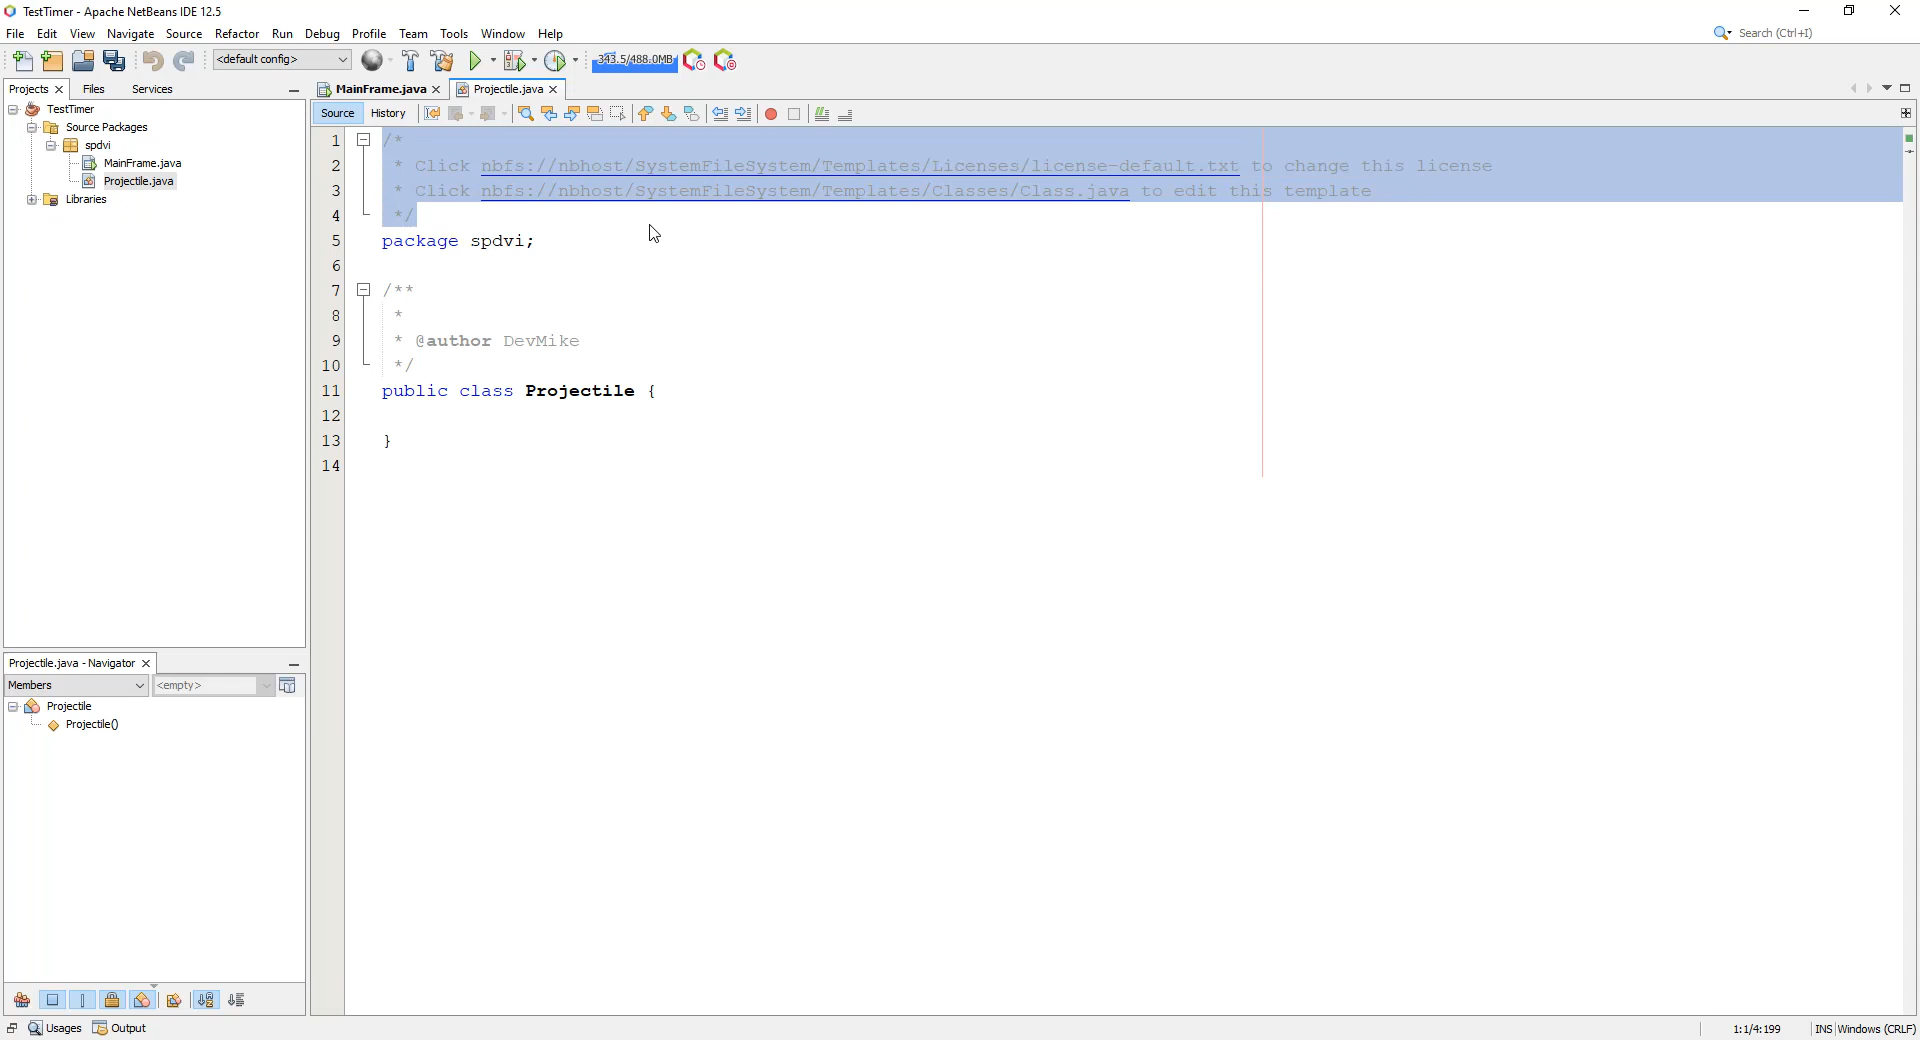 TestTimer - Apache NetBeans IDE 12.5
File Edit View Navigate Source Refactor Run Debug Profile Team Tools Window Help
Search (Ctrl+I)
<default config>
343.5/488.0MB
Projects Files Services
MainFrame.java Projectile.java
Source History
TestTimer
Source Packages
spdvi
MainFrame.java
Projectile.java
Libraries
1 /*
2 * Click nbfs://nbhost/SystemFileSystem/Templates/Licenses/license-default.txt to change this license
3 * Click nbfs://nbhost/SystemFileSystem/Templates/Classes/Class.java to edit this template
4 */
5 package spdvi;
6
7 /**
8 *
9 * @author DevMike
10 */
11 public class Projectile {
12
13 }
14
Projectile.java - Navigator
Members <empty>
Projectile
Projectile()
Usages Output
1:1/4:199 INS Windows (CRLF)